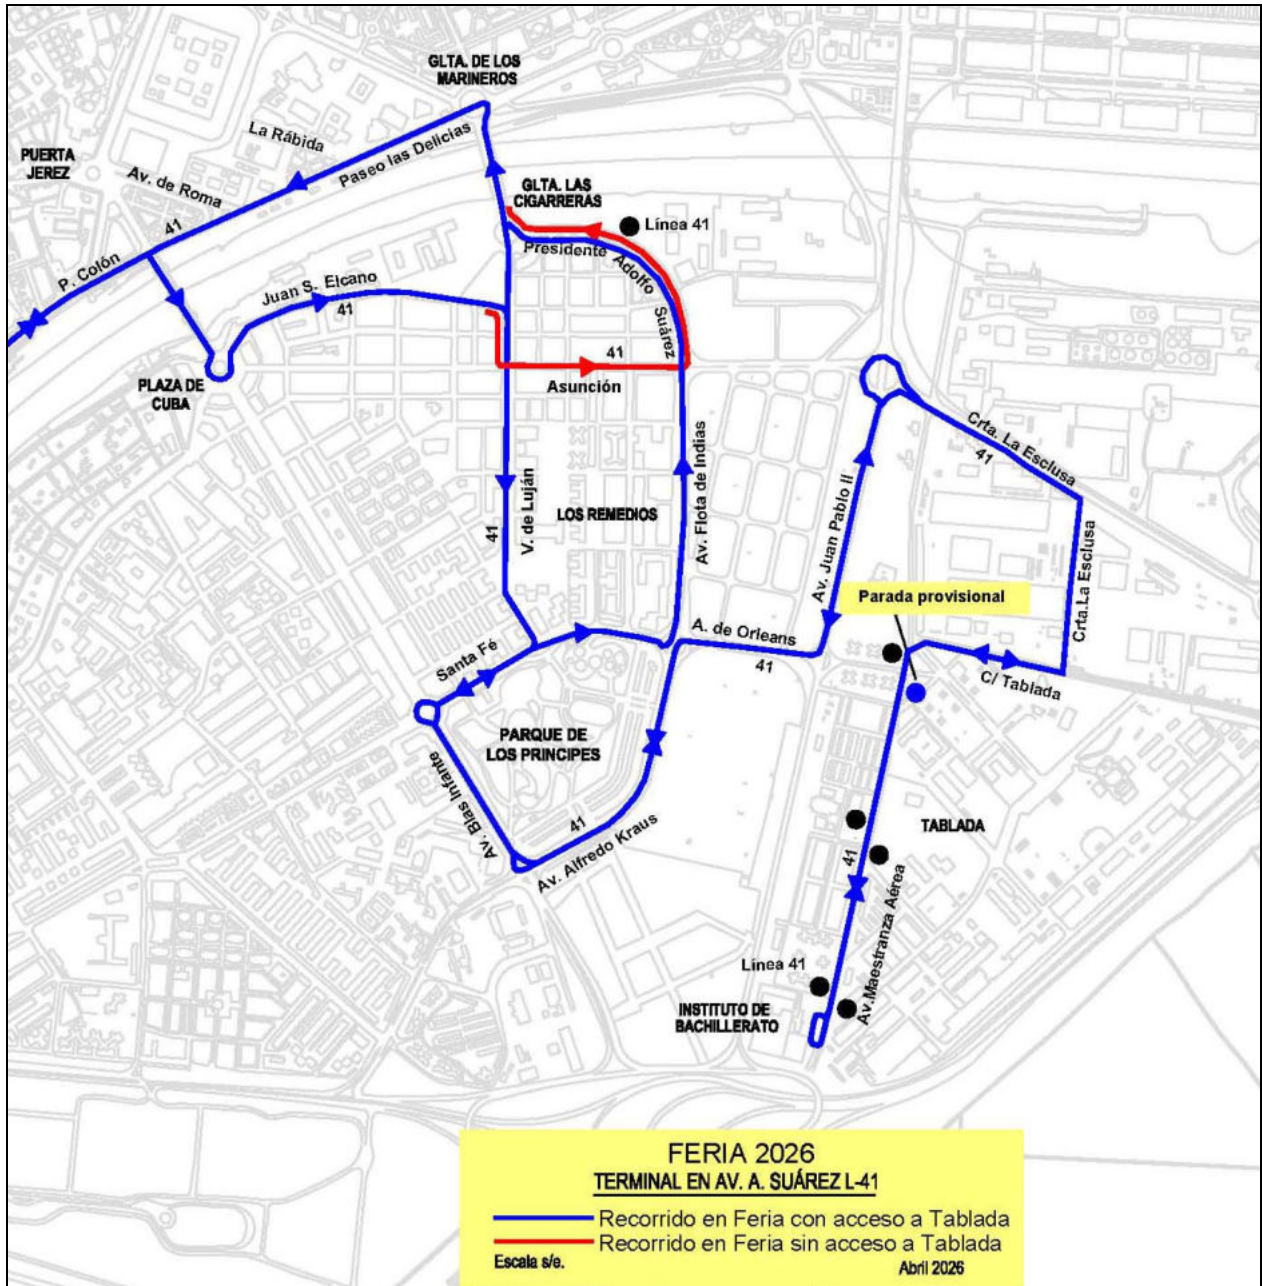 GLTA. DE LOS
MARINEROS
La Rábida
PUERTA
JEREZ
Paseo las Delicias
Av. de Roma
GLTA. LAS
CIGARRERAS
41
Línea 41
P. Colón
Presidente Adolfo Suárez
Juan S. Elcano
41
41
Asunción
PLAZA DE
CUBA
Crta. La Esclusa
41
V. de Luján
41
LOS REMEDIOS
Av. Flota de Indias
Av. Juan Pablo II
Crta.La Esclusa
Parada provisional
A. de Orleans
41
Santa Fé
C/ Tablada
PARQUE DE
LOS PRINCIPES
Av. Blas Infante
41
Av. Alfredo Kraus
TABLADA
41
Av.Maestranza Aérea
Línea 41
INSTITUTO DE
BACHILLERATO
FERIA 2026
TERMINAL EN AV. A. SUÁREZ L-41
Recorrido en Feria con acceso a Tablada
Recorrido en Feria sin acceso a Tablada
Escala s/e.
Abril 2026